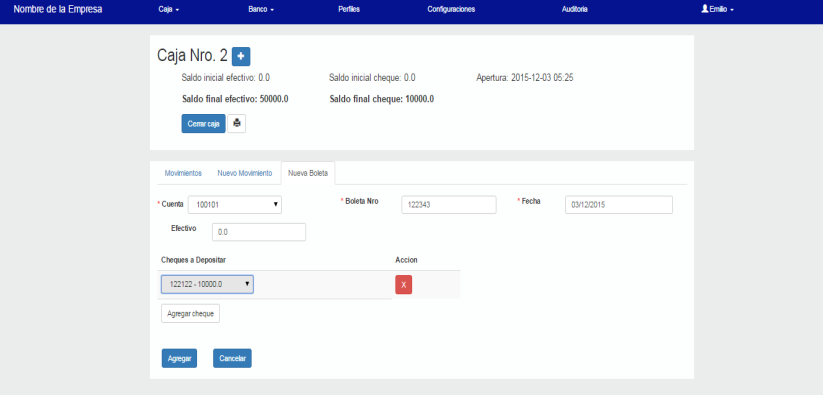 Nombre de la Empresa Caja Banco Perfiles Configuraciones Auditoria Emilio
Caja Nro. 2 +
Saldo inicial efectivo: 0.0 Saldo inicial cheque: 0.0 Apertura: 2015-12-03 05:25
Saldo final efectivo: 50000.0 Saldo final cheque: 10000.0
Cerrar caja
Movimientos Nuevo Movimiento Nueva Boleta
* Cuenta 100101 * Boleta Nro 122343 * Fecha 03/12/2015
Efectivo 0.0
Cheques a Depositar Accion
122122 - 10000.0 X
Agregar cheque
Agregar Cancelar